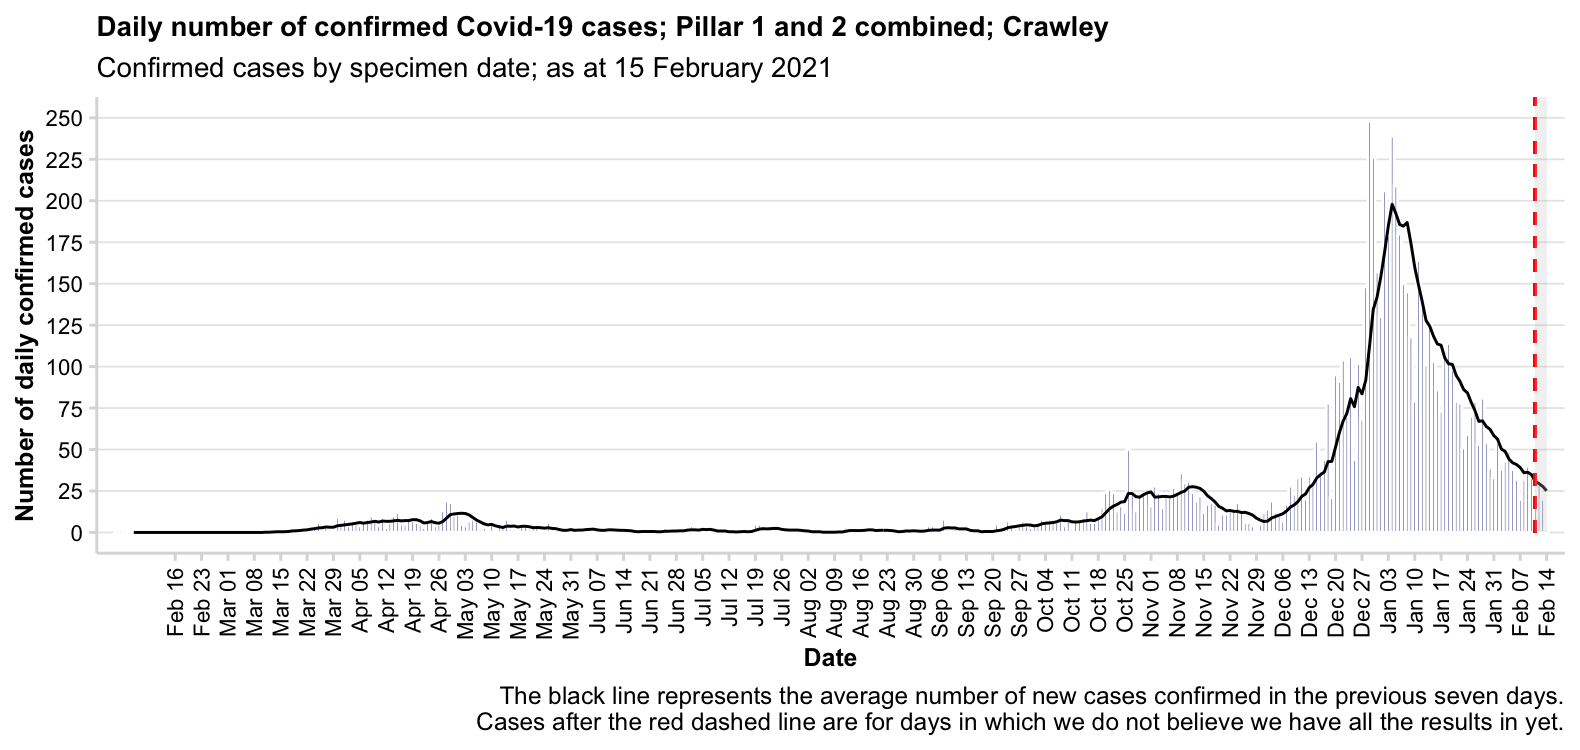 Daily number of confirmed Covid-19 cases; Pillar 1 and 2 combined; Crawley
Confirmed cases by specimen date; as at 15 February 2021
Number of daily confirmed cases
250
225
200
175
150
125
100
75
50
25
0
Feb 16
Feb 23
Mar 01
Mar 08
Mar 15
Mar 22
Mar 29
Apr 05
Apr 12
Apr 19
Apr 26
May 03
May 10
May 17
May 24
May 31
Jun 07
Jun 14
Jun 21
Jun 28
Jul 05
Jul 12
Jul 19
Jul 26
Aug 02
Aug 09
Aug 16
Aug 23
Aug 30
Sep 06
Sep 13
Sep 20
Sep 27
Oct 04
Oct 11
Oct 18
Oct 25
Nov 01
Nov 08
Nov 15
Nov 22
Nov 29
Dec 06
Dec 13
Dec 20
Dec 27
Jan 03
Jan 10
Jan 17
Jan 24
Jan 31
Feb 07
Feb 14
Date
The black line represents the average number of new cases confirmed in the previous seven days.
Cases after the red dashed line are for days in which we do not believe we have all the results in yet.